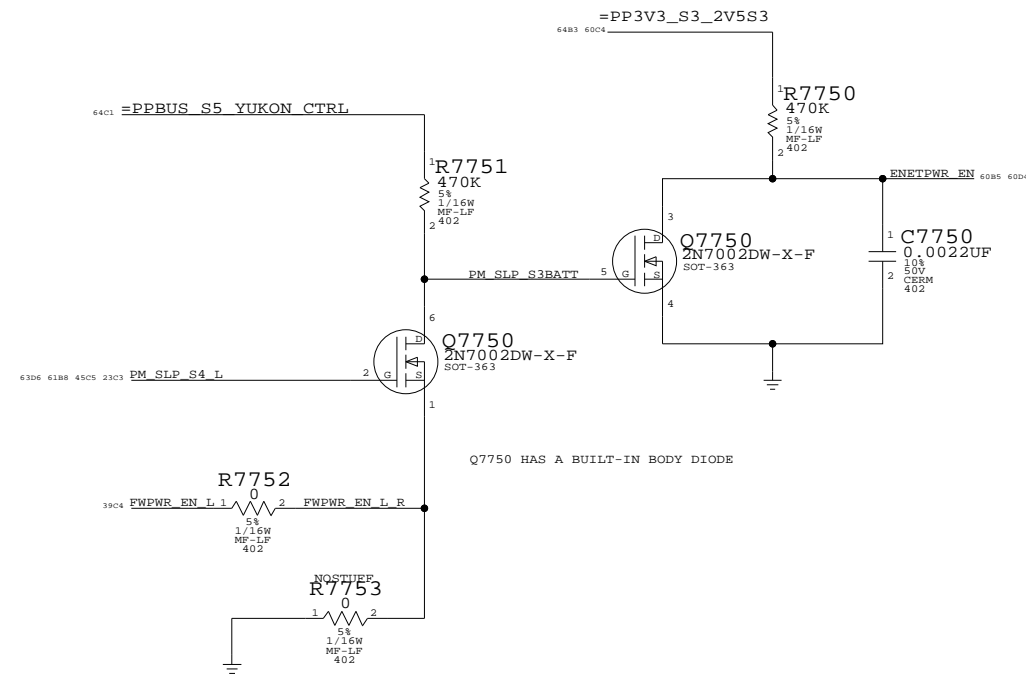 =PP3V3_S3_2V5S3
64B3 60C4
1
R7750
470K
5%
1/16W
MF-LF
402
2
64C1 =PPBUS_S5_YUKON_CTRL
1
R7751
470K
5%
1/16W
MF-LF
402
2
ENETPWR_EN 60B5 60D4
3
D
Q7750
2N7002DW-X-F
SOT-363
1
C7750
0.0022UF
10%
50V
CERM
402
2
PM_SLP_S3BATT 5 G S
4
6
D
Q7750
2N7002DW-X-F
SOT-363
63D6 61B8 45C5 23C3 PM_SLP_S4_L 2 G S
1
Q7750 HAS A BUILT-IN BODY DIODE
R7752
0
39C4 FWPWR_EN_L 1 2 FWPWR_EN_L_R
5%
1/16W
MF-LF
402
NOSTUFF
R7753
0
1 2
5%
1/16W
MF-LF
402